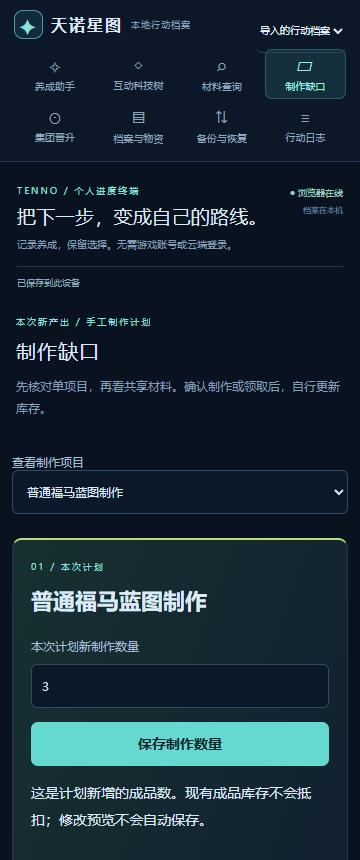 天诺星图 本地行动档案
导入的行动档案
养成助手 互动科技树 材料查询 制作缺口
集团晋升 档案与物资 备份与恢复 行动日志
TENNO / 个人进度终端
浏览器在线
把下一步，变成自己的路线。
档案在本机
记录养成，保留选择。无需游戏账号或云端登录。
已保存到此设备
本次新产出 / 手工制作计划
制作缺口
先核对单项目，再看共享材料。确认制作或领取后，自行更新
库存。
查看制作项目
普通福马蓝图制作
01 / 本次计划
普通福马蓝图制作
本次计划新制作数量
3
保存制作数量
这是计划新增的成品数。现有成品库存不会抵
扣；修改预览不会自动保存。